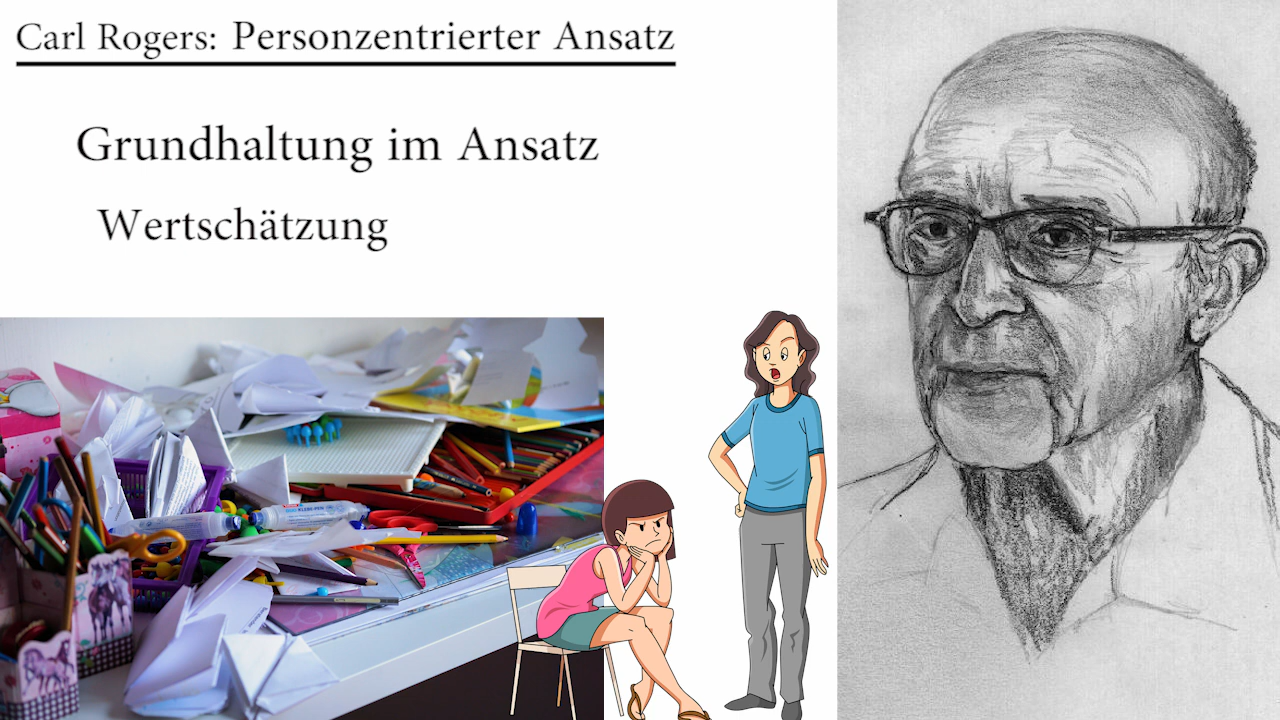 Carl Rogers: Personzentrierter Ansatz
Grundhaltung im Ansatz
Wertschätzung